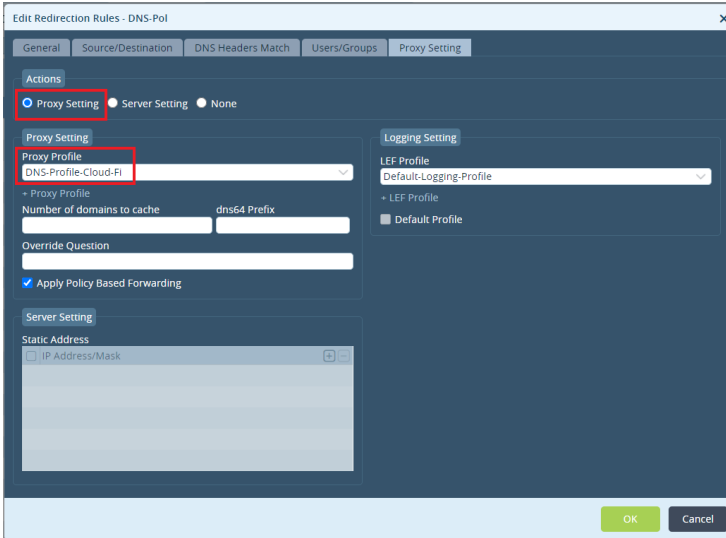 Edit Redirection Rules - DNS-Pol
General Source/Destination DNS Headers Match Users/Groups Proxy Setting
Actions
Proxy Setting Server Setting None
Proxy Setting
Proxy Profile
DNS-Profile-Cloud-Fi
+ Proxy Profile
Number of domains to cache dns64 Prefix
Override Question
Apply Policy Based Forwarding
Logging Setting
LEF Profile
Default-Logging-Profile
+ LEF Profile
Default Profile
Server Setting
Static Address
IP Address/Mask
OK Cancel